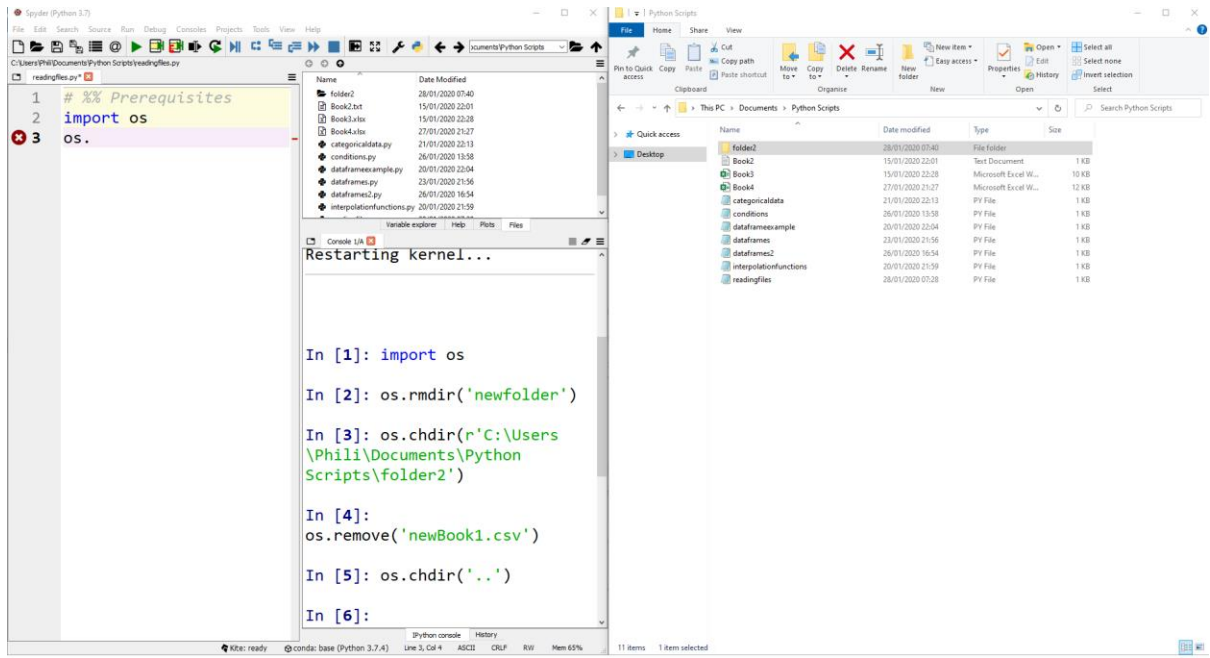 Spyder (Python 3.7)
File Edit Search Source Run Debug Consoles Projects Tools View Help
ocuments\Python Scripts
C:\Users\Phili\Documents\Python Scripts\readingfiles.py
readingfiles.py*
1 # %% Prerequisites
2 import os
3 os.
Name Date Modified
folder2 28/01/2020 07:40
Book2.txt 15/01/2020 22:01
Book3.xlsx 15/01/2020 22:28
Book4.xlsx 27/01/2020 21:27
categoricaldata.py 21/01/2020 22:13
conditions.py 26/01/2020 13:58
dataframeexample.py 20/01/2020 22:04
dataframes.py 23/01/2020 21:56
dataframes2.py 26/01/2020 16:54
interpolationfunctions.py 20/01/2020 21:59
Variable explorer Help Plots Files
Console 1/A
Restarting kernel...
In [1]: import os
In [2]: os.rmdir('newfolder')
In [3]: os.chdir(r'C:\Users
\Phili\Documents\Python
Scripts\folder2')
In [4]:
os.remove('newBook1.csv')
In [5]: os.chdir('..')
In [6]:
IPython console History
Kite: ready conda: base (Python 3.7.4) Line 3, Col 4 ASCII CRLF RW Mem 65%
Python Scripts
File Home Share View
Pin to Quick access Copy Paste
Cut
Copy path
Paste shortcut
Move to Copy to Delete Rename
New folder
New item
Easy access
Properties
Open
Edit
History
Select all
Select none
Invert selection
Clipboard Organise New Open Select
This PC > Documents > Python Scripts
Search Python Scripts
Quick access
Desktop
Name Date modified Type Size
folder2 28/01/2020 07:40 File folder
Book2 15/01/2020 22:01 Text Document 1 KB
Book3 15/01/2020 22:28 Microsoft Excel W... 10 KB
Book4 27/01/2020 21:27 Microsoft Excel W... 12 KB
categoricaldata 21/01/2020 22:13 PY File 1 KB
conditions 26/01/2020 13:58 PY File 1 KB
dataframeexample 20/01/2020 22:04 PY File 1 KB
dataframes 23/01/2020 21:56 PY File 1 KB
dataframes2 26/01/2020 16:54 PY File 1 KB
interpolationfunctions 20/01/2020 21:59 PY File 1 KB
readingfiles 28/01/2020 07:28 PY File 1 KB
11 items 1 item selected